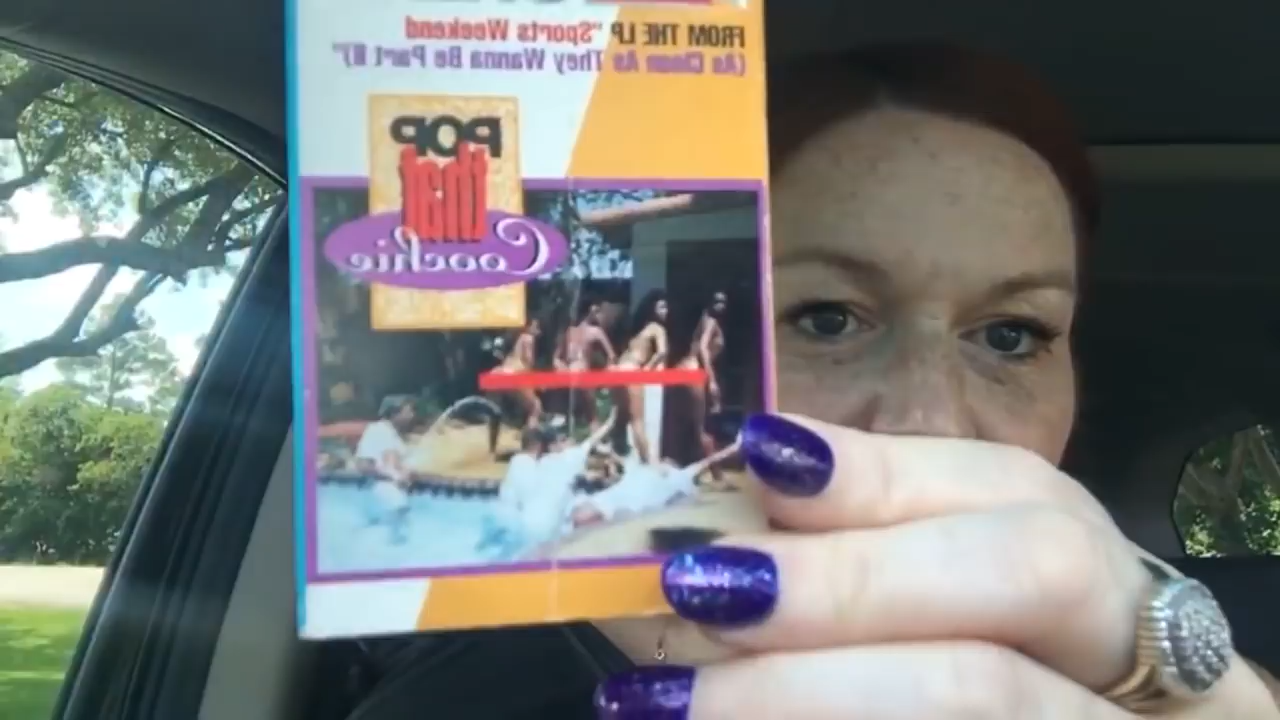 FROM THE LP "Sports Weekend
(As Clean As They Wanna Be Part II)"
POP
that
Coochie